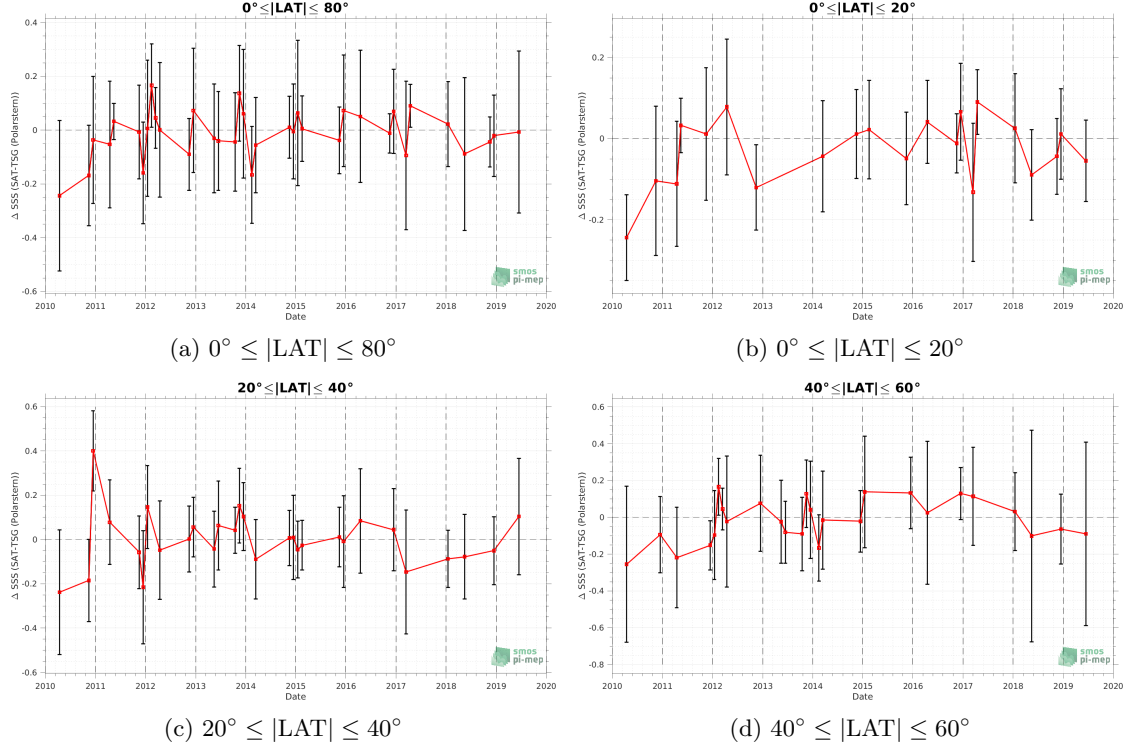 0°≤|LAT|≤ 80°
Δ SSS (SAT-TSG (Polarstern))
0.4
0.2
0
-0.2
-0.4
-0.6
2010 2011 2012 2013 2014 2015 2016 2017 2018 2019 2020
Date
smos
pi-mep
(a) 0° ≤ |LAT| ≤ 80°
0°≤|LAT|≤ 20°
Δ SSS (SAT-TSG (Polarstern))
0.2
0
-0.2
2010 2011 2012 2013 2014 2015 2016 2017 2018 2019 2020
Date
smos
pi-mep
(b) 0° ≤ |LAT| ≤ 20°
20°≤|LAT|≤ 40°
Δ SSS (SAT-TSG (Polarstern))
0.6
0.4
0.2
0
-0.2
-0.4
-0.6
2010 2011 2012 2013 2014 2015 2016 2017 2018 2019 2020
Date
smos
pi-mep
(c) 20° ≤ |LAT| ≤ 40°
40°≤|LAT|≤ 60°
Δ SSS (SAT-TSG (Polarstern))
0.6
0.4
0.2
0
-0.2
-0.4
-0.6
-0.8
2010 2011 2012 2013 2014 2015 2016 2017 2018 2019 2020
Date
smos
pi-mep
(d) 40° ≤ |LAT| ≤ 60°